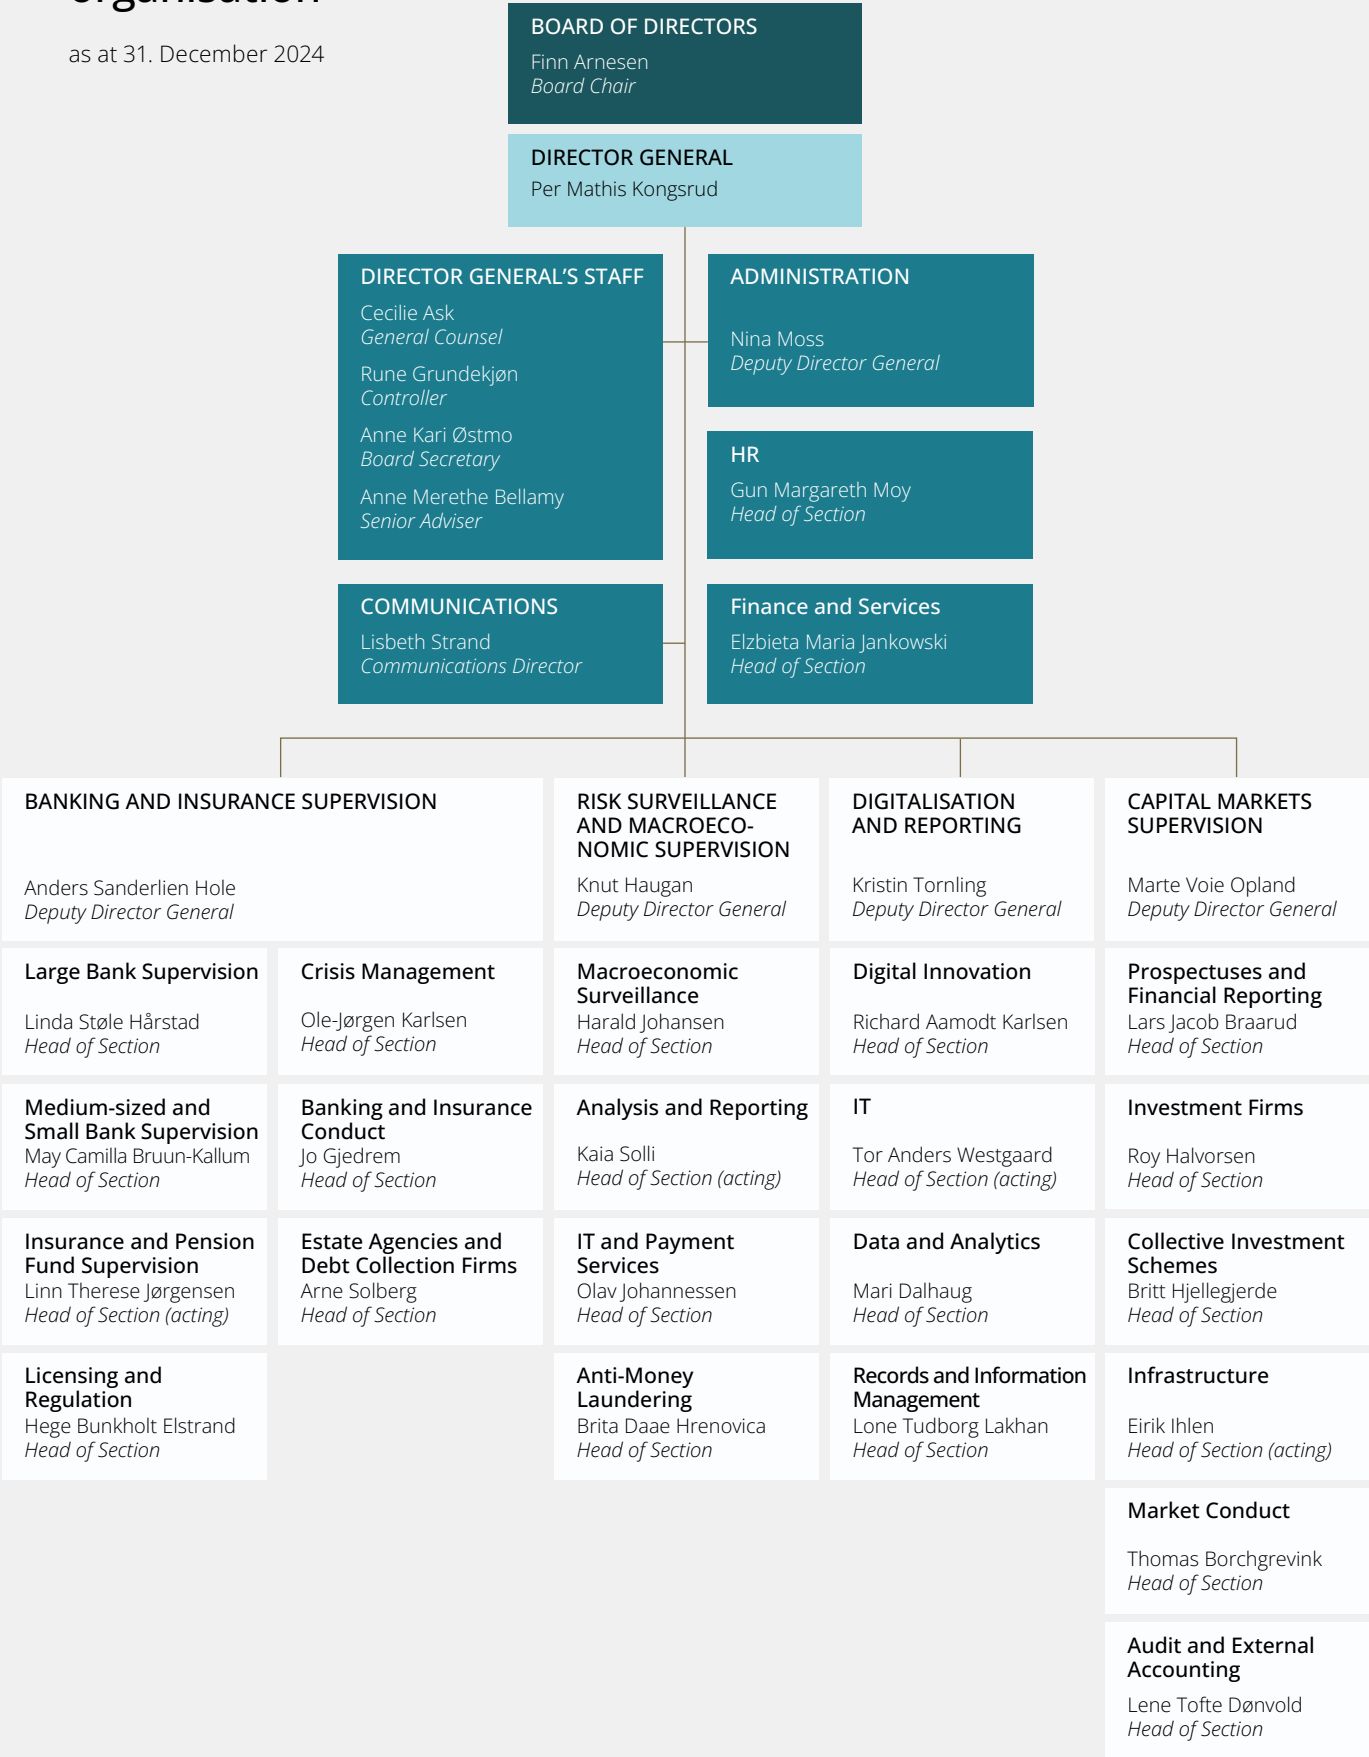 organisation
as at 31. December 2024
BOARD OF DIRECTORS
Finn Arnesen
Board Chair
DIRECTOR GENERAL
Per Mathis Kongsrud
DIRECTOR GENERAL’S STAFF
Cecilie Ask
General Counsel
Rune Grundekjøn
Controller
Anne Kari Østmo
Board Secretary
Anne Merethe Bellamy
Senior Adviser
ADMINISTRATION
Nina Moss
Deputy Director General
HR
Gun Margareth Moy
Head of Section
COMMUNICATIONS
Lisbeth Strand
Communications Director
Finance and Services
Elzbieta Maria Jankowski
Head of Section
BANKING AND INSURANCE SUPERVISION
Anders Sanderlien Hole
Deputy Director General
RISK SURVEILLANCE
AND MACROECO-
NOMIC SUPERVISION
Knut Haugan
Deputy Director General
DIGITALISATION
AND REPORTING
Kristin Tornling
Deputy Director General
CAPITAL MARKETS
SUPERVISION
Marte Voie Opland
Deputy Director General
Large Bank Supervision
Linda Støle Hårstad
Head of Section
Crisis Management
Ole-Jørgen Karlsen
Head of Section
Macroeconomic
Surveillance
Harald Johansen
Head of Section
Digital Innovation
Richard Aamodt Karlsen
Head of Section
Prospectuses and
Financial Reporting
Lars Jacob Braarud
Head of Section
Medium-sized and
Small Bank Supervision
May Camilla Bruun-Kallum
Head of Section
Banking and Insurance
Conduct
Jo Gjedrem
Head of Section
Analysis and Reporting
Kaia Solli
Head of Section (acting)
IT
Tor Anders Westgaard
Head of Section (acting)
Investment Firms
Roy Halvorsen
Head of Section
Insurance and Pension
Fund Supervision
Linn Therese Jørgensen
Head of Section (acting)
Estate Agencies and
Debt Collection Firms
Arne Solberg
Head of Section
IT and Payment
Services
Olav Johannessen
Head of Section
Data and Analytics
Mari Dalhaug
Head of Section
Collective Investment
Schemes
Britt Hjellegjerde
Head of Section
Licensing and
Regulation
Hege Bunkholt Elstrand
Head of Section
Anti-Money
Laundering
Brita Daae Hrenovica
Head of Section
Records and Information
Management
Lone Tudborg Lakhan
Head of Section
Infrastructure
Eirik Ihlen
Head of Section (acting)
Market Conduct
Thomas Borchgrevink
Head of Section
Audit and External
Accounting
Lene Tofte Dønvold
Head of Section